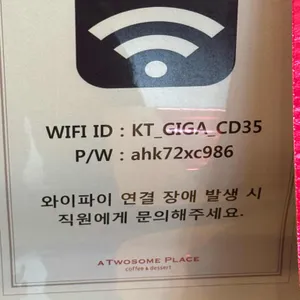 WIFI ID : KT_GIGA_CD35
P/W : ahk72xc986
와이파이 연결 장애 발생 시
직원에게 문의해주세요.
A TWOSOME PLACE
coffee & dessert